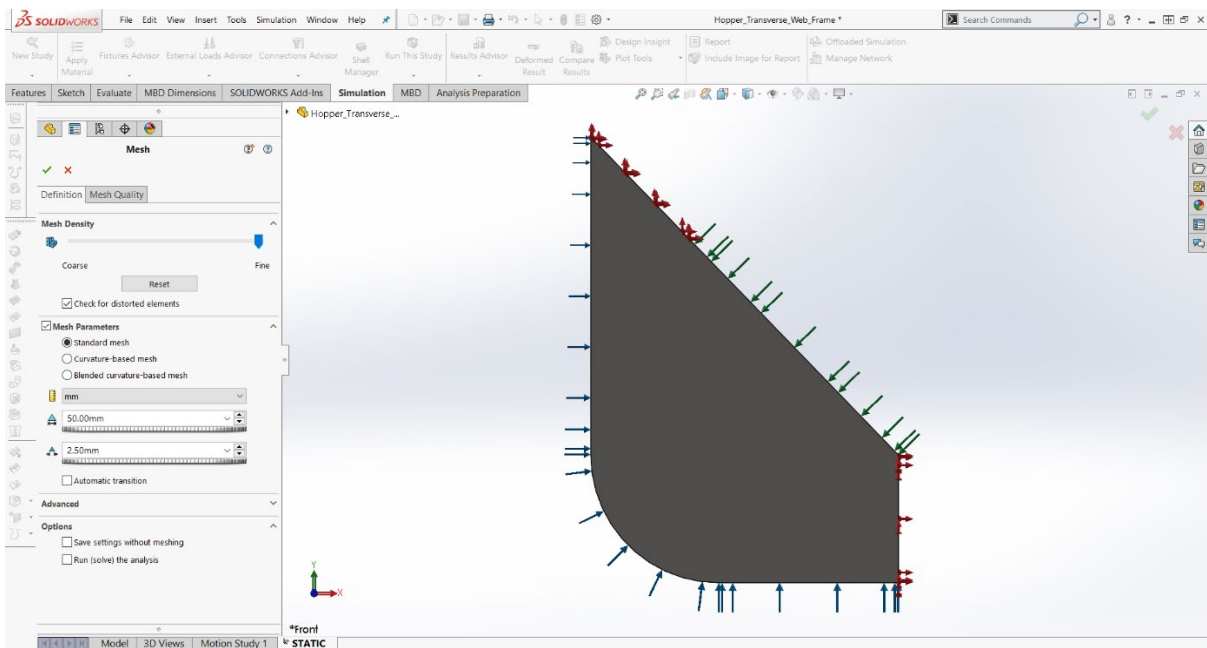 SOLIDWORKS File Edit View Insert Tools Simulation Window Help Hopper_Transverse_Web_Frame * Search Commands
New Study Apply Material Fixtures Advisor External Loads Advisor Connections Advisor Shell Manager Run This Study Results Advisor Deformed Result Compare Results Design Insight Plot Tools Report Include Image for Report Offloaded Simulation Manage Network
Features Sketch Evaluate MBD Dimensions SOLIDWORKS Add-Ins Simulation MBD Analysis Preparation
Hopper_Transverse_...
Mesh
Definition Mesh Quality
Mesh Density
Coarse Fine
Reset
Check for distorted elements
Mesh Parameters
Standard mesh
Curvature-based mesh
Blended curvature-based mesh
mm
50.00mm
2.50mm
Automatic transition
Advanced
Options
Save settings without meshing
Run (solve) the analysis
Y
X
*Front
Model 3D Views Motion Study 1 STATIC